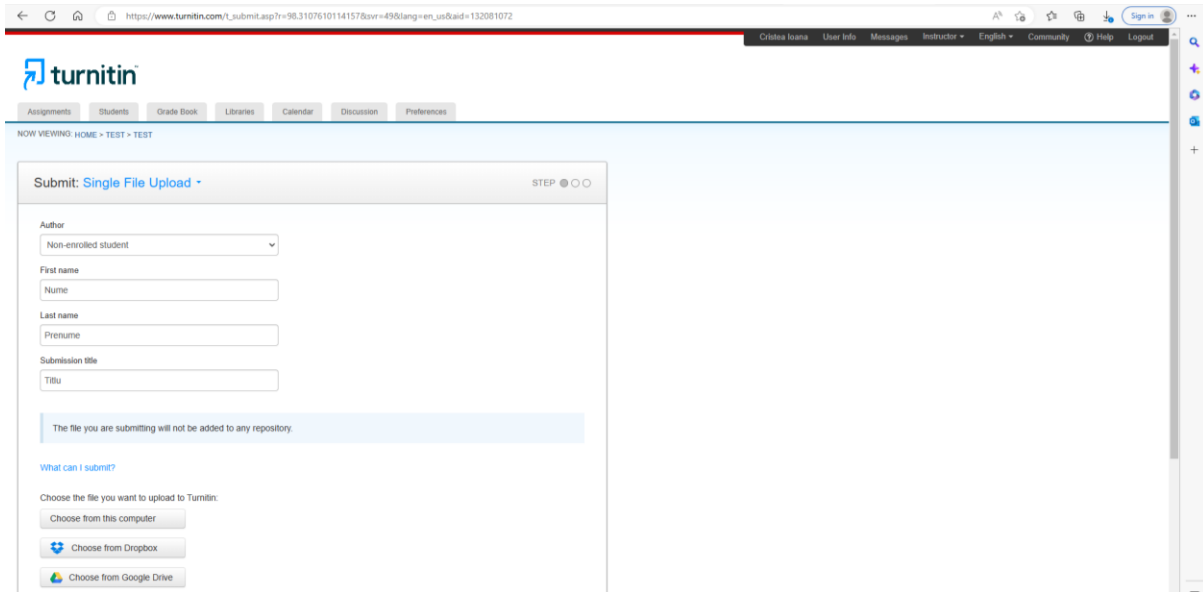 https://www.turnitin.com/t_submit.asp?r=98.3107610114157&svr=49&lang=en_us&aid=132081072
Sign in
Cristea Ioana User Info Messages Instructor English Community Help Logout
turnitin
Assignments Students Grade Book Libraries Calendar Discussion Preferences
NOW VIEWING: HOME > TEST > TEST
Submit: Single File Upload STEP
Author
Non-enrolled student
First name
Nume
Last name
Prenume
Submission title
Titlu
The file you are submitting will not be added to any repository.
What can I submit?
Choose the file you want to upload to Turnitin:
Choose from this computer
Choose from Dropbox
Choose from Google Drive